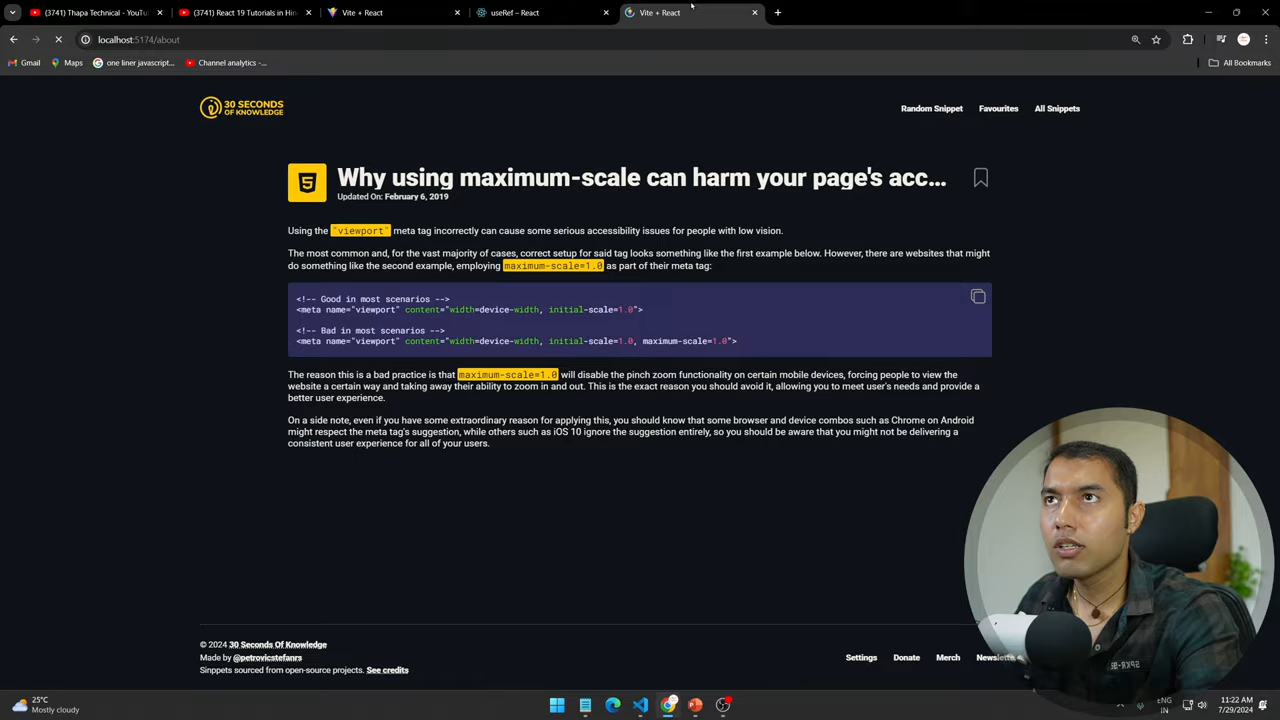 (3741) Thapa Technical - YouTu
(3741) React 19 Tutorials in Hin
Vite + React
useRef – React
Vite + React
localhost:5174/about
Gmail
Maps
one liner javascript...
Channel analytics -...
All Bookmarks
30 SECONDS
OF KNOWLEDGE
Random Snippet
Favourites
All Snippets
Why using maximum-scale can harm your page's acc...
Updated On: February 6, 2019
Using the "viewport" meta tag incorrectly can cause some serious accessibility issues for people with low vision.
The most common and, for the vast majority of cases, correct setup for said tag looks something like the first example below. However, there are websites that might
do something like the second example, employing maximum-scale=1.0 as part of their meta tag:
<!-- Good in most scenarios -->
<meta name="viewport" content="width=device-width, initial-scale=1.0">
<!-- Bad in most scenarios -->
<meta name="viewport" content="width=device-width, initial-scale=1.0, maximum-scale=1.0">
The reason this is a bad practice is that maximum-scale=1.0 will disable the pinch zoom functionality on certain mobile devices, forcing people to view the
website a certain way and taking away their ability to zoom in and out. This is the exact reason you should avoid it, allowing you to meet user's needs and provide a
better user experience.
On a side note, even if you have some extraordinary reason for applying this, you should know that some browser and device combos such as Chrome on Android
might respect the meta tag's suggestion, while others such as iOS 10 ignore the suggestion entirely, so you should be aware that you might not be delivering a
consistent user experience for all of your users.
© 2024 30 Seconds Of Knowledge
Made by @petrovicstefanrs
Sinppets sourced from open-source projects. See credits
Settings
Donate
Merch
25°C
Mostly cloudy
ENG
IN
11:22 AM
7/29/2024